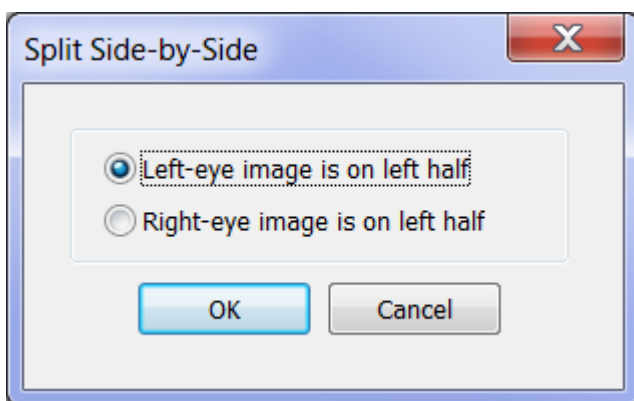 Split Side-by-Side
Left-eye image is on left half
Right-eye image is on left half
OK
Cancel